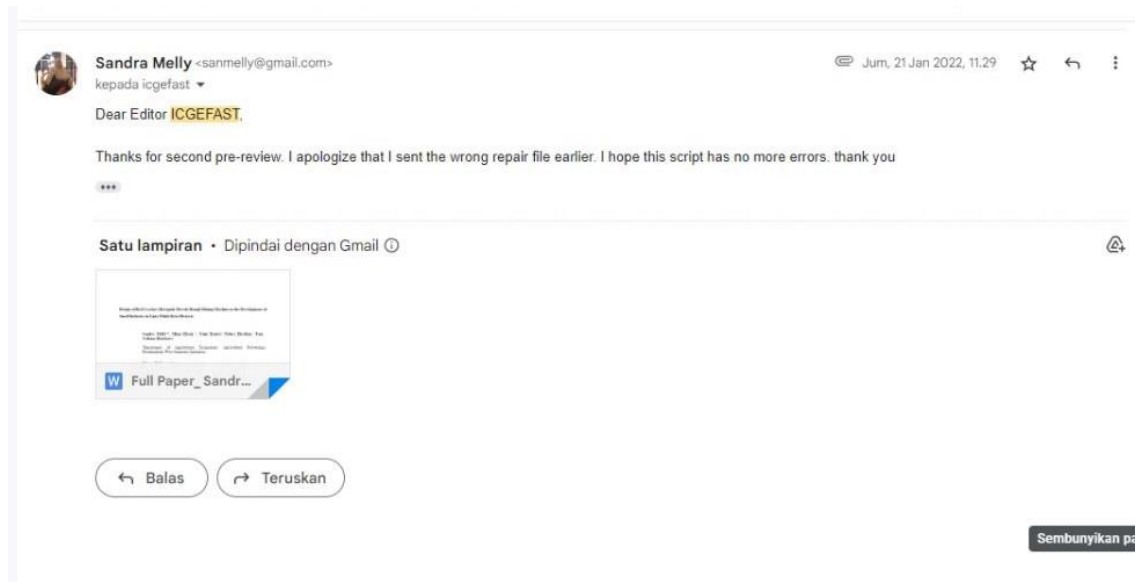 Sandra Melly <sanmelly@gmail.com>
Jum, 21 Jan 2022, 11.29
kepada icgefast
Dear Editor ICGEFAST,
Thanks for second pre-review. I apologize that I sent the wrong repair file earlier. I hope this script has no more errors. thank you
Satu lampiran • Dipindai dengan Gmail
W Full Paper_ Sandr...
Balas
Teruskan
Sembunyikan pa